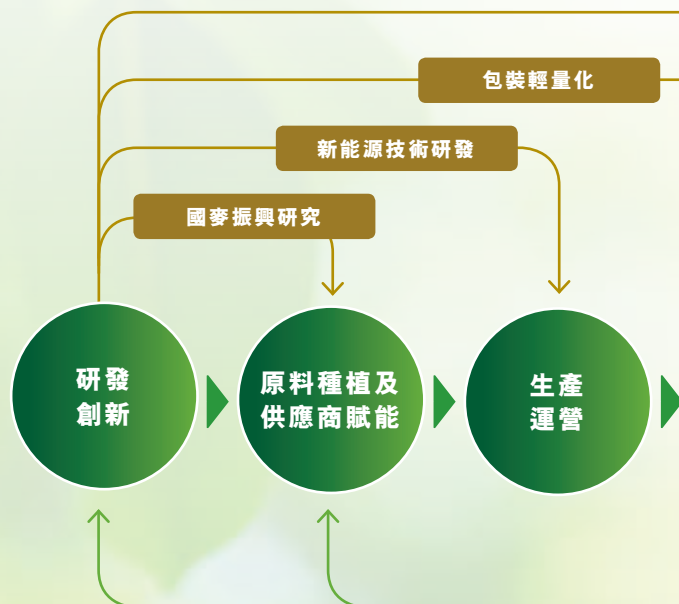 包裝輕量化
新能源技術研發
國麥振興研究
研發
創新
原料種植及
供應商賦能
生產
運營